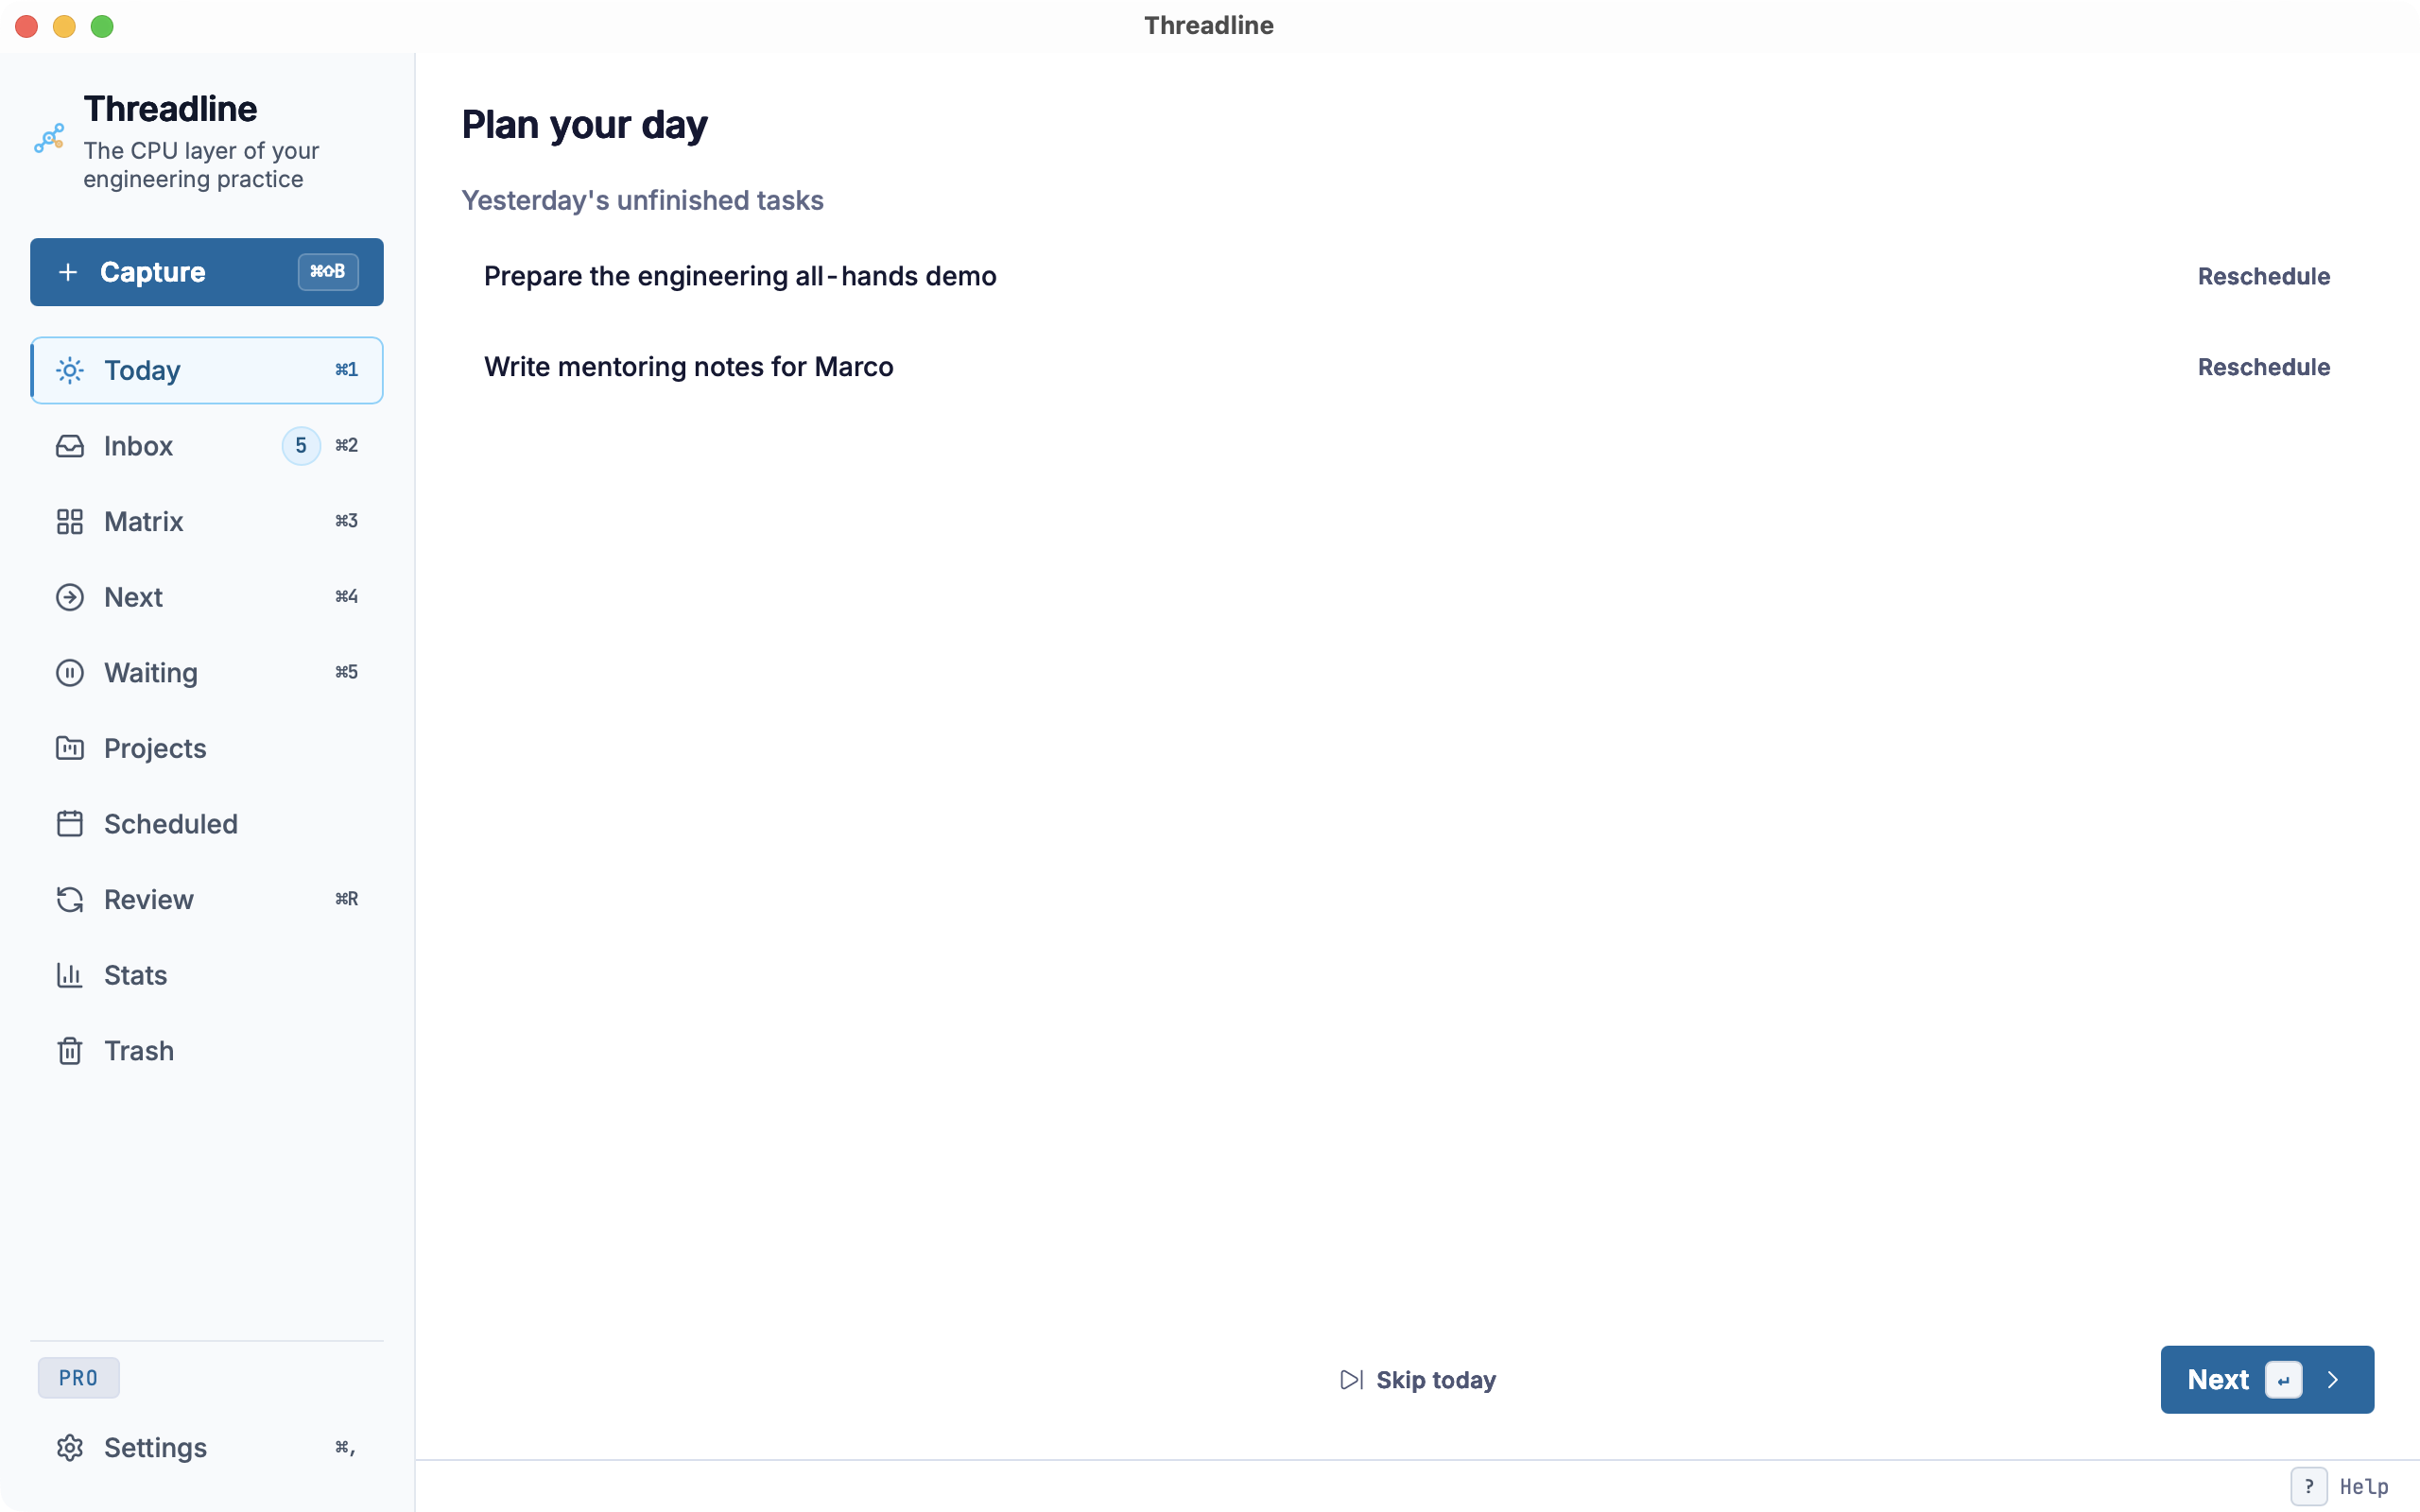 Threadline
Threadline
The CPU layer of your
engineering practice
Capture ⌘⇧B
Today ⌘1
Inbox 5 ⌘2
Matrix ⌘3
Next ⌘4
Waiting ⌘5
Projects
Scheduled
Review ⌘R
Stats
Trash
PRO
Settings ⌘,
Plan your day
Yesterday's unfinished tasks
Prepare the engineering all-hands demo Reschedule
Write mentoring notes for Marco Reschedule
Skip today
Next ↵
? Help